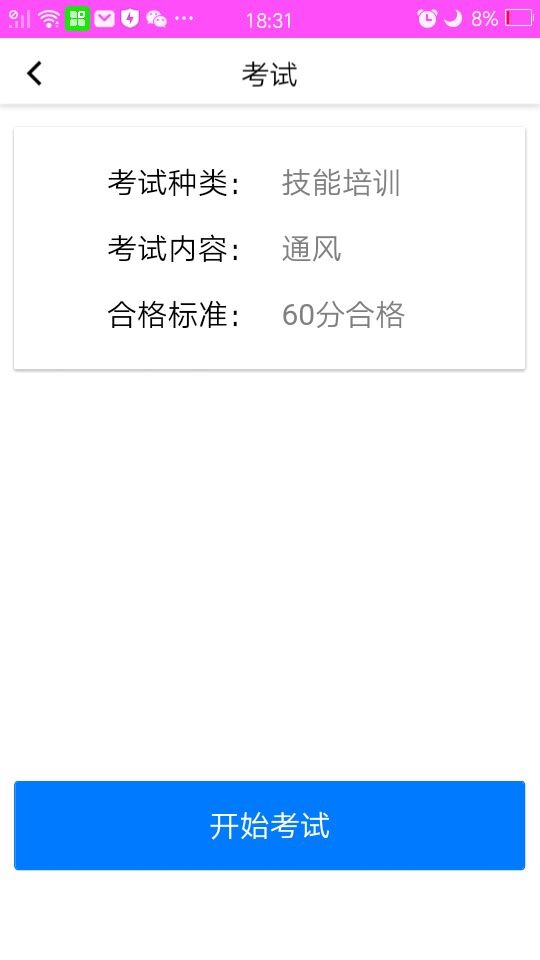 18:31
8%
考试
考试种类： 技能培训
考试内容： 通风
合格标准： 60分合格
开始考试